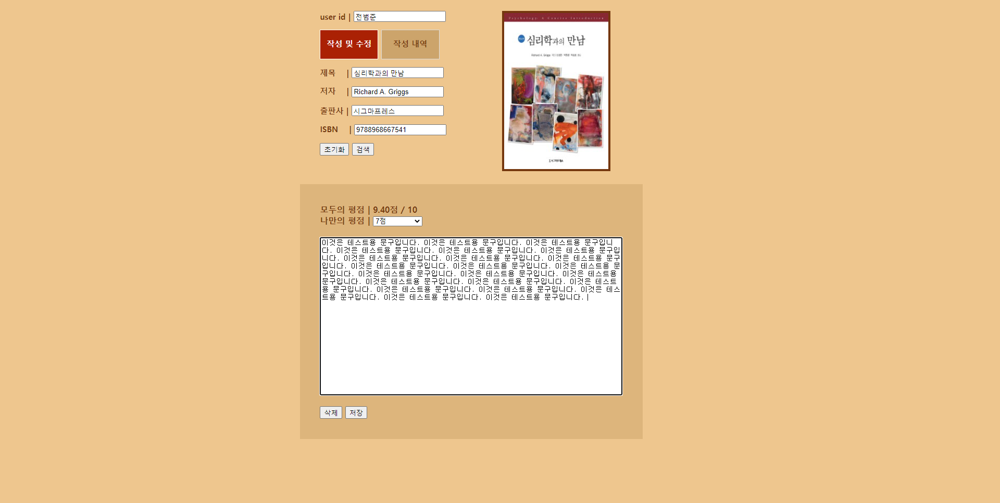 user id | 전범준
작성 및 수정 작성 내역
제목 | 심리학과의 만남
저자 | Richard A. Griggs
출판사 | 시그마프레스
ISBN | 9788968667541
초기화 검색
Psychology: A Concise Introduction
심리학과의 만남
Richard A. Griggs
시그마프레스
모두의 평점 | 9.40점 / 10
나만의 평점 | 7점
이것은 테스트용 문구입니다. 이것은 테스트용 문구입니다. 이것은 테스트용 문구입니
다. 이것은 테스트용 문구입니다. 이것은 테스트용 문구입니다. 이것은 테스트용 문구입
니다. 이것은 테스트용 문구입니다. 이것은 테스트용 문구입니다. 이것은 테스트용 문구
입니다. 이것은 테스트용 문구입니다. 이것은 테스트용 문구입니다. 이것은 테스트용 문
구입니다. 이것은 테스트용 문구입니다. 이것은 테스트용 문구입니다. 이것은 테스트용
문구입니다. 이것은 테스트용 문구입니다. 이것은 테스트용 문구입니다. 이것은 테스트
용 문구입니다. 이것은 테스트용 문구입니다. 이것은 테스트용 문구입니다. 이것은 테스
트용 문구입니다. 이것은 테스트용 문구입니다. 이것은 테스트용 문구입니다.
삭제 저장